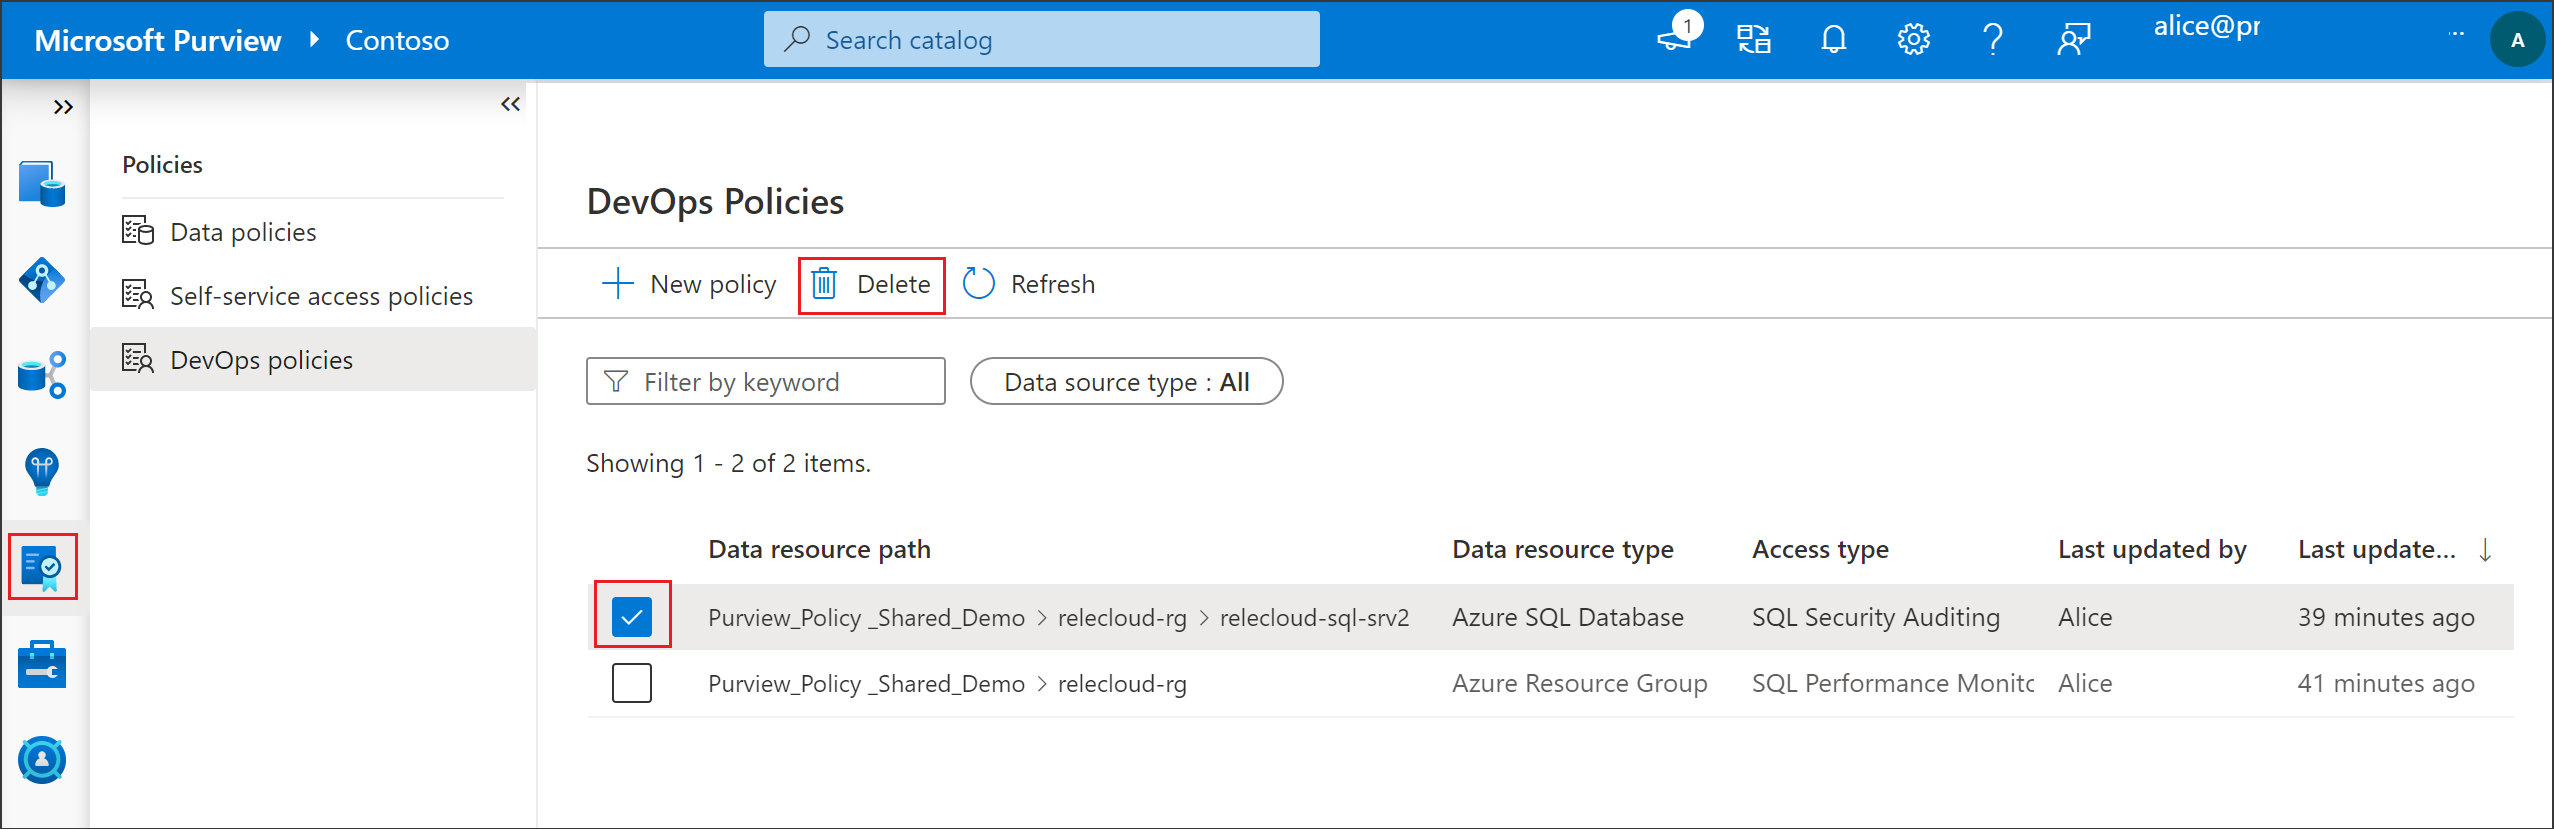 Microsoft Purview Contoso Search catalog 1 alice@pr ... A
Policies
Data policies
Self-service access policies
DevOps policies
DevOps Policies
New policy Delete Refresh
Filter by keyword Data source type : All
Showing 1 - 2 of 2 items.
Data resource path Data resource type Access type Last updated by Last update... ↓
Purview_Policy _Shared_Demo > relecloud-rg > relecloud-sql-srv2 Azure SQL Database SQL Security Auditing Alice 39 minutes ago
Purview_Policy _Shared_Demo > relecloud-rg Azure Resource Group SQL Performance Monitc Alice 41 minutes ago